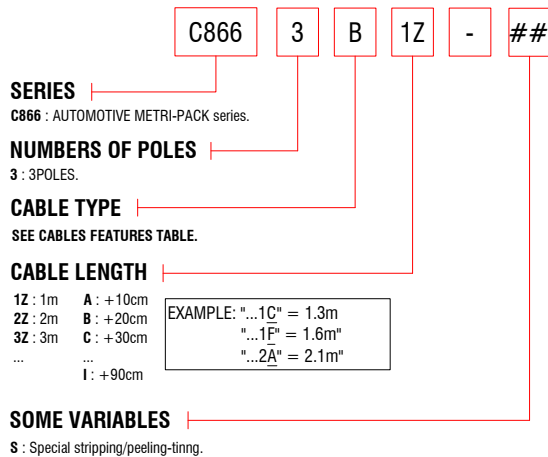 C866 3 B 1Z - ##
SERIES
C866 : AUTOMOTIVE METRI-PACK series.
NUMBERS OF POLES
3 : 3POLES.
CABLE TYPE
SEE CABLES FEATURES TABLE.
CABLE LENGTH
1Z : 1m A : +10cm
2Z : 2m B : +20cm
3Z : 3m C : +30cm
... ...
I : +90cm
EXAMPLE: "...1C" = 1.3m
"...1F" = 1.6m"
"...2A" = 2.1m"
SOME VARIABLES
S : Special stripping/peeling-tinng.